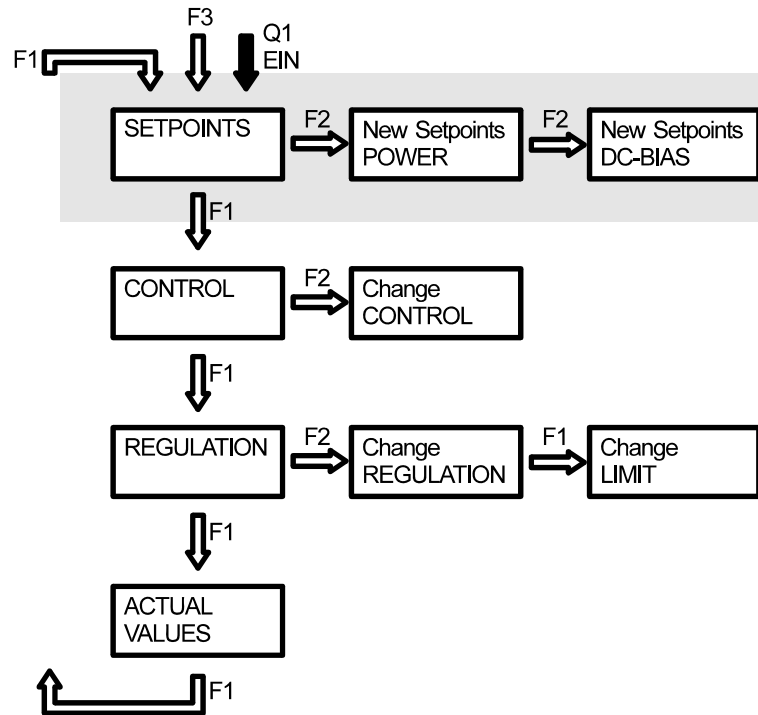 F1
F3
Q1
EIN
SETPOINTS
F2
New Setpoints
POWER
F2
New Setpoints
DC-BIAS
F1
CONTROL
F2
Change
CONTROL
F1
REGULATION
F2
Change
REGULATION
F1
Change
LIMIT
F1
ACTUAL
VALUES
F1